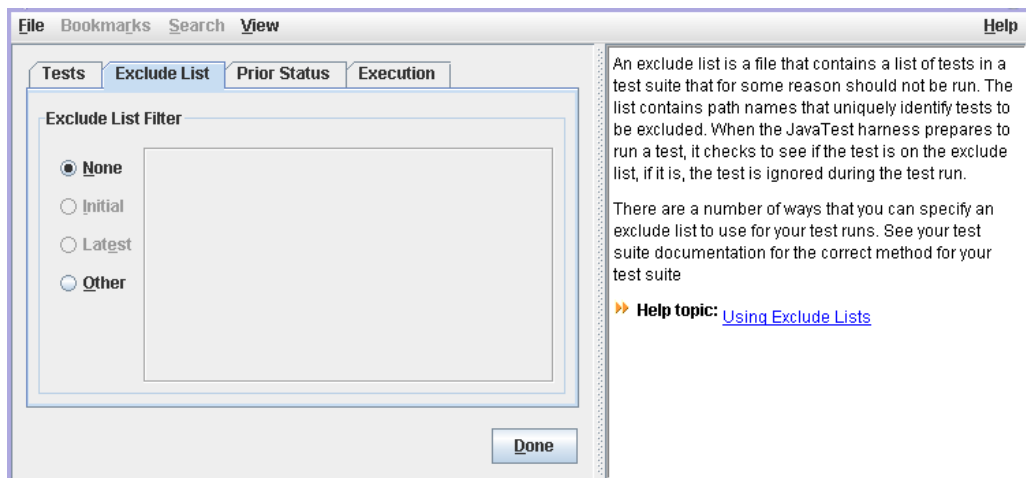 File Bookmarks Search View Help
Tests Exclude List Prior Status Execution
Exclude List Filter
None
Initial
Latest
Other
Done
An exclude list is a file that contains a list of tests in a
test suite that for some reason should not be run. The
list contains path names that uniquely identify tests to
be excluded. When the JavaTest harness prepares to
run a test, it checks to see if the test is on the exclude
list, if it is, the test is ignored during the test run.
There are a number of ways that you can specify an
exclude list to use for your test runs. See your test
suite documentation for the correct method for your
test suite
Help topic: Using Exclude Lists